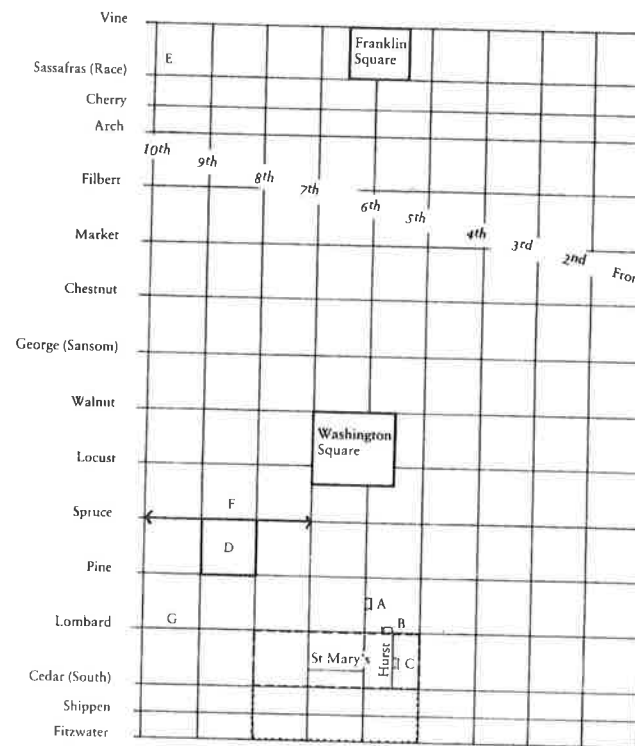 Vine
Franklin
Square
E
Sassafras (Race)
Cherry
Arch
10th
9th
8th
7th
6th
5th
4th
3rd
2nd
Fron
Filbert
Market
Chestnut
George (Sansom)
Walnut
Washington
Square
Locust
F
Spruce
D
Pine
A
G
B
Lombard
St Mary's
Hurst
C
Cedar (South)
Shippen
Fitzwater